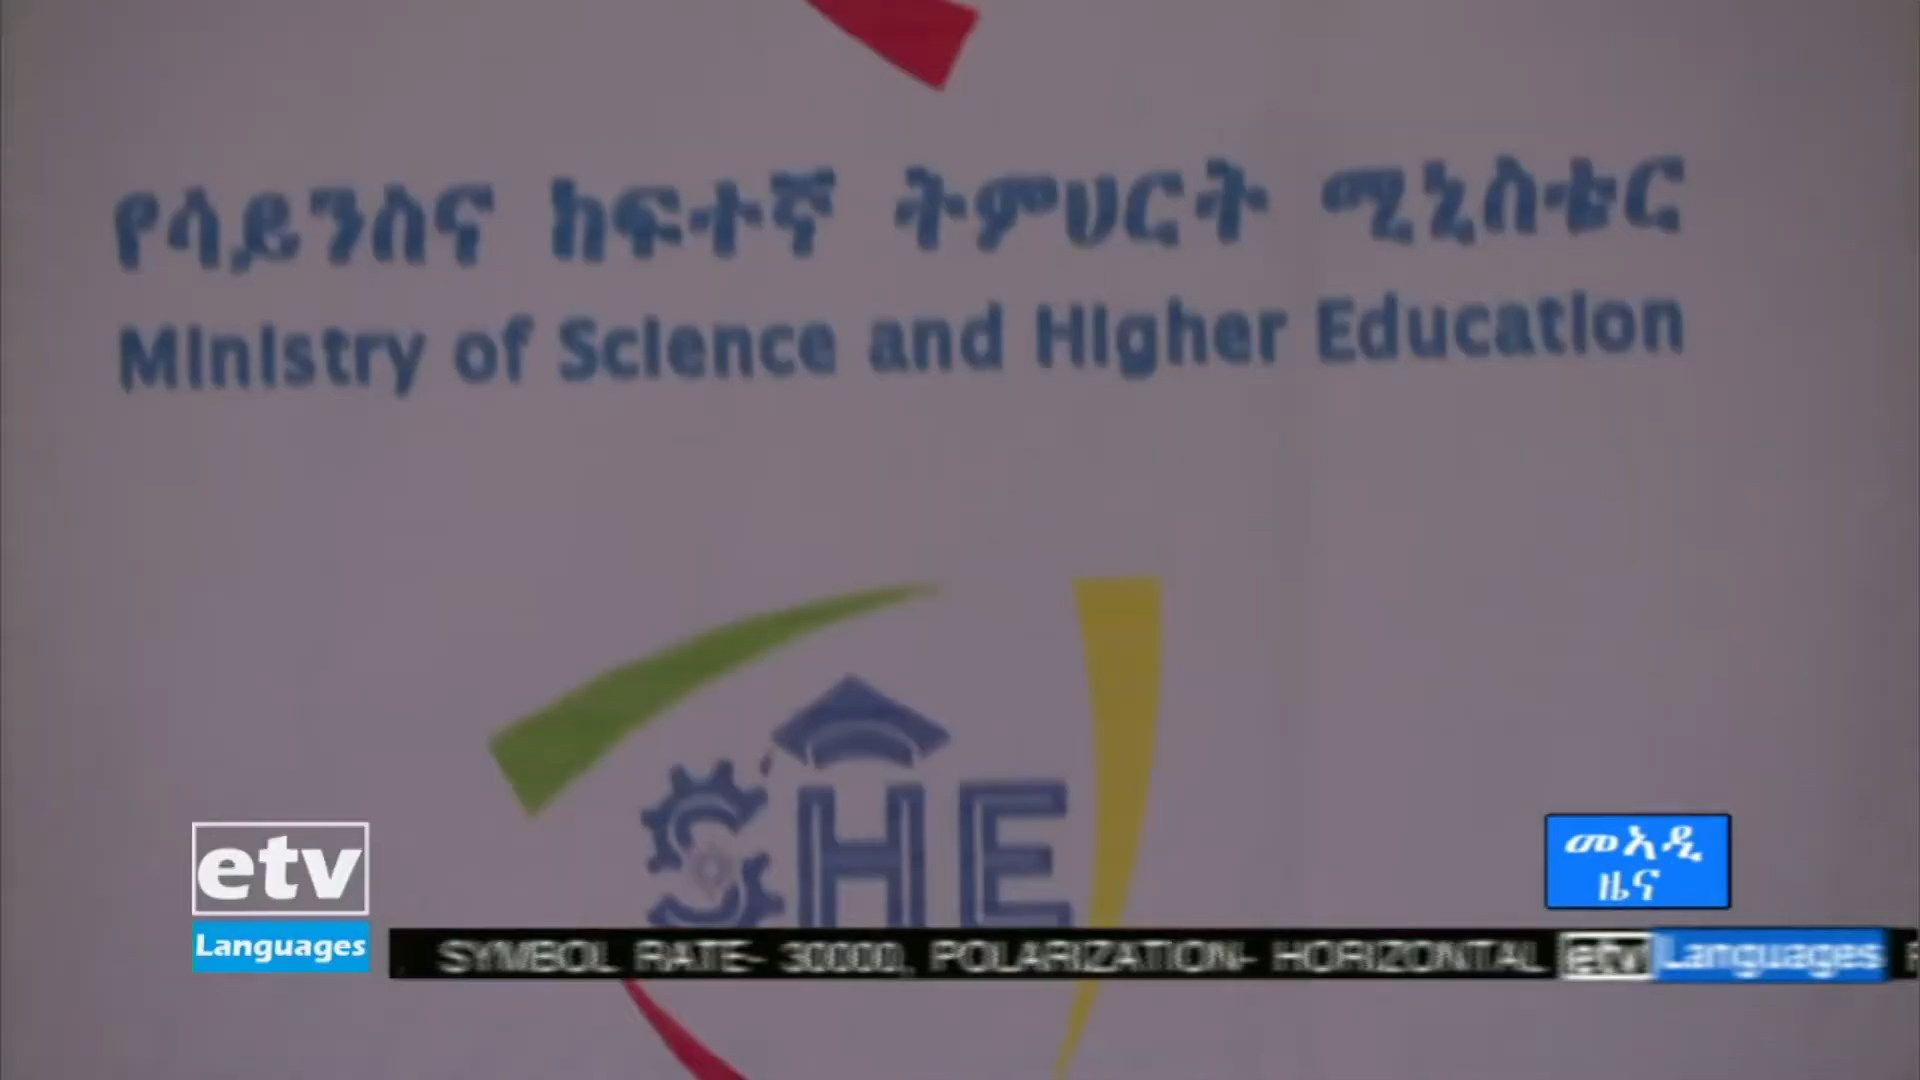 የሳይንስና ከፍተኛ ትምህርት ሚኒስቴር
Ministry of Science and Higher Education
SHE
etv
Languages
መአዲ
ዜና
SYMBOL RATE- 30000, POLARIZATION- HORIZONTAL etv Languages